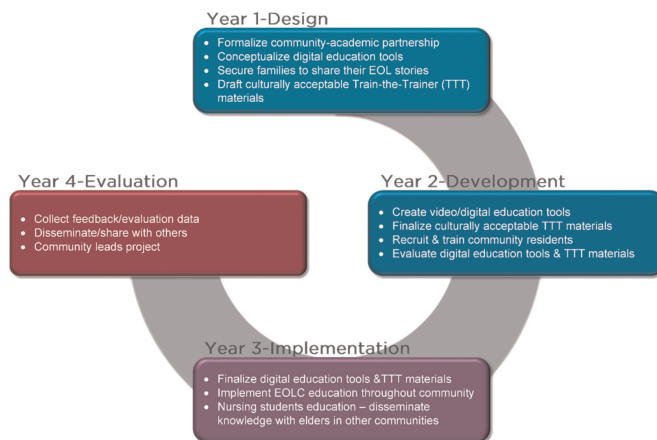 Year 1-Design
• Formalize community-academic partnership
• Conceptualize digital education tools
• Secure families to share their EOL stories
• Draft culturally acceptable Train-the-Trainer (TTT)
materials
Year 2-Development
• Create video/digital education tools
• Finalize culturally acceptable TTT materials
• Recruit & train community residents
• Evaluate digital education tools & TTT materials
Year 3-Implementation
• Finalize digital education tools &TTT materials
• Implement EOLC education throughout community
• Nursing students education – disseminate
knowledge with elders in other communities
Year 4-Evaluation
• Collect feedback/evaluation data
• Disseminate/share with others
• Community leads project